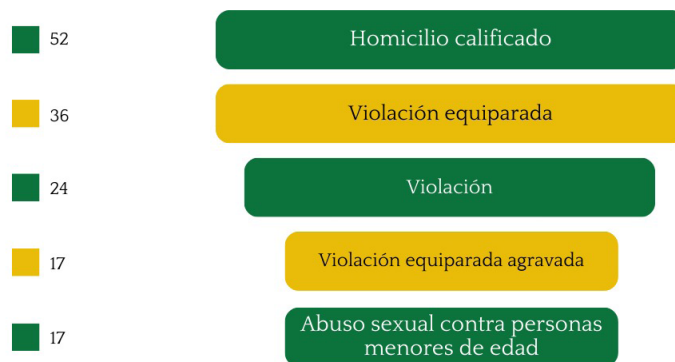 52 Homicilio calificado
36 Violación equiparada
24 Violación
17 Violación equiparada agravada
17 Abuso sexual contra personas
menores de edad